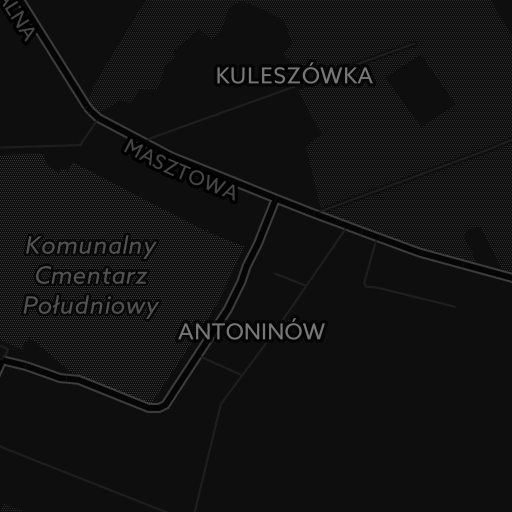 KULESZÓWKA
MASZTOWA
Komunalny
Cmentarz
Południowy
ANTONINÓW